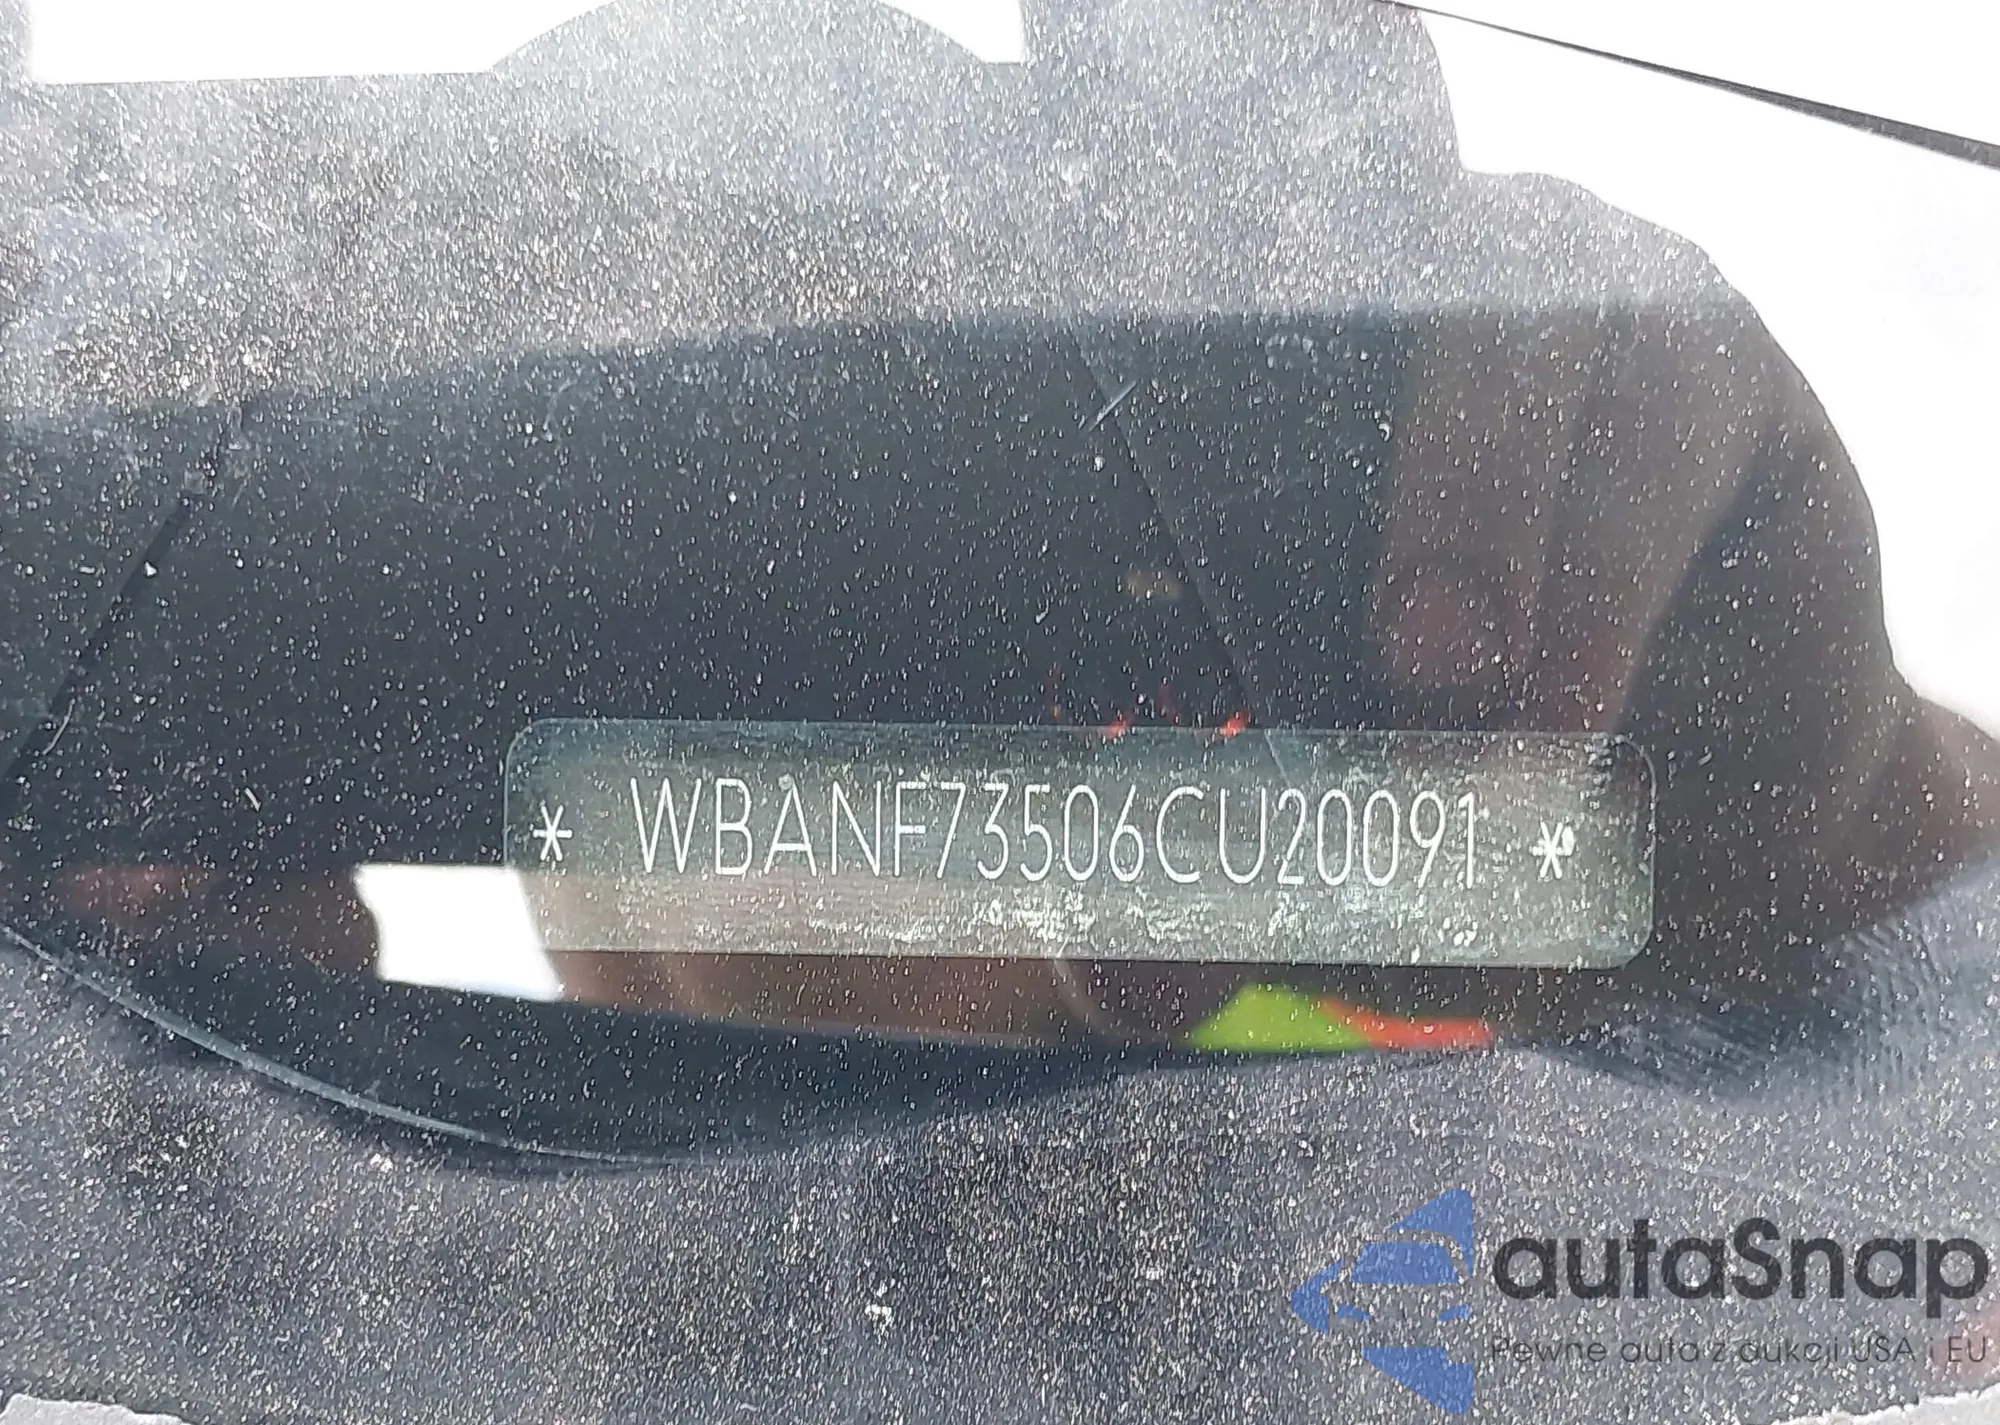 * WBANF73506CU20091 *
autaSnap
Pewne auta z aukcji USA i EU